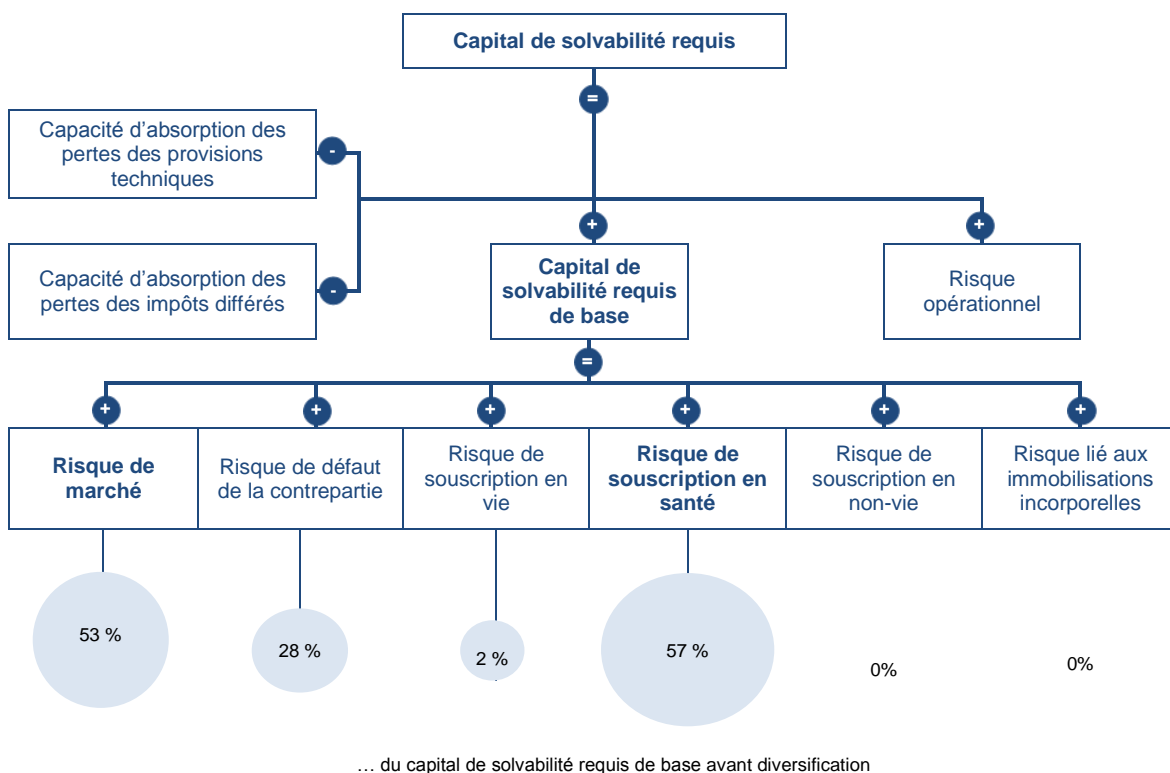 Capital de solvabilité requis
=
Capacité d'absorption des
pertes des provisions
techniques
-
Capacité d'absorption des
pertes des impôts différés
-
+
Capital de
solvabilité requis
de base
+
Risque
opérationnel
=
+
+
+
+
+
+
Risque de
marché
Risque de défaut
de la contrepartie
Risque de
souscription en
vie
Risque de
souscription en
santé
Risque de
souscription en
non-vie
Risque lié aux
immobilisations
incorporelles
53 %
28 %
2 %
57 %
0%
0%
… du capital de solvabilité requis de base avant diversification